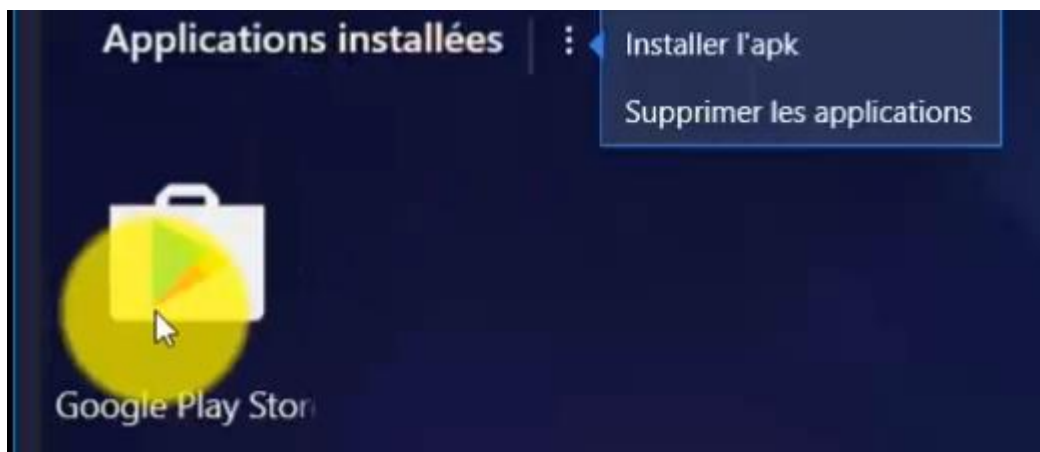 Applications installées
Installer l'apk
Supprimer les applications
Google Play Stor